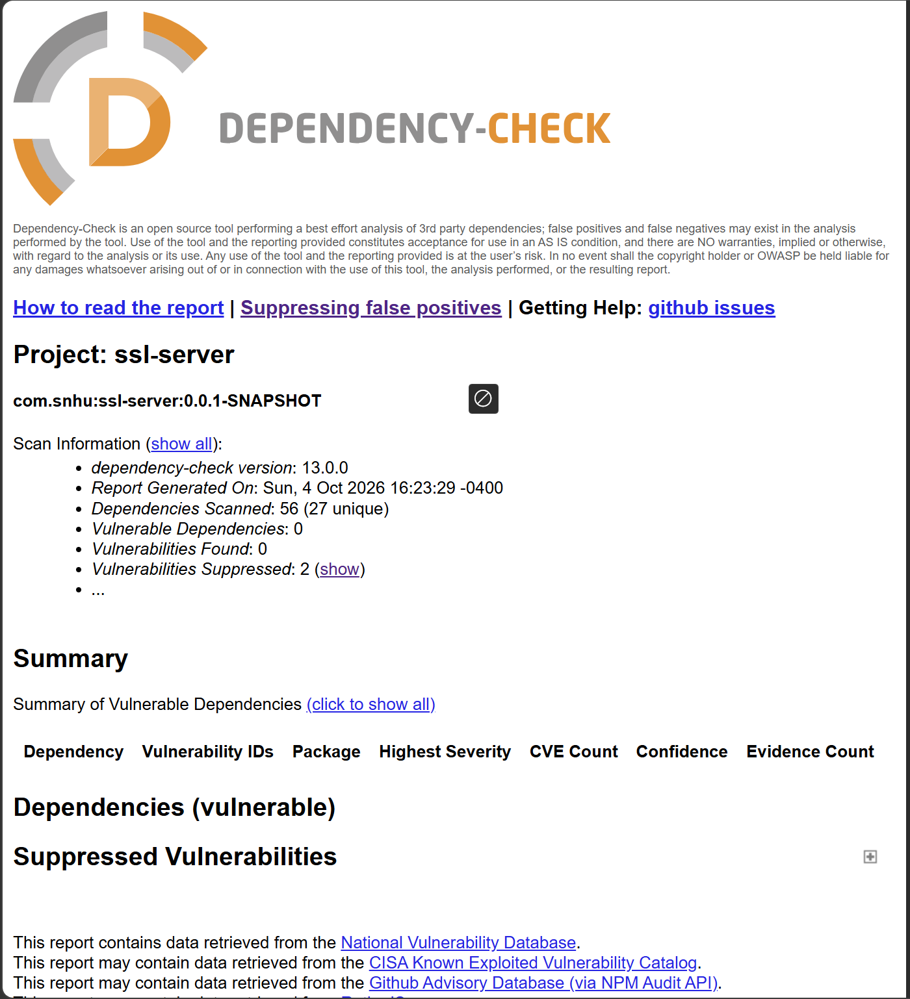 D
DEPENDENCY-CHECK
Dependency-Check is an open source tool performing a best effort analysis of 3rd party dependencies; false positives and false negatives may exist in the analysis
performed by the tool. Use of the tool and the reporting provided constitutes acceptance for use in an AS IS condition, and there are NO warranties, implied or otherwise,
with regard to the analysis or its use. Any use of the tool and the reporting provided is at the user’s risk. In no event shall the copyright holder or OWASP be held liable for
any damages whatsoever arising out of or in connection with the use of this tool, the analysis performed, or the resulting report.
How to read the report | Suppressing false positives | Getting Help: github issues
Project: ssl-server
com.snhu:ssl-server:0.0.1-SNAPSHOT
Scan Information (show all):
• dependency-check version: 13.0.0
• Report Generated On: Sun, 4 Oct 2026 16:23:29 -0400
• Dependencies Scanned: 56 (27 unique)
• Vulnerable Dependencies: 0
• Vulnerabilities Found: 0
• Vulnerabilities Suppressed: 2 (show)
• ...
Summary
Summary of Vulnerable Dependencies (click to show all)
Dependency Vulnerability IDs Package Highest Severity CVE Count Confidence Evidence Count
Dependencies (vulnerable)
Suppressed Vulnerabilities
This report contains data retrieved from the National Vulnerability Database.
This report may contain data retrieved from the CISA Known Exploited Vulnerability Catalog.
This report may contain data retrieved from the Github Advisory Database (via NPM Audit API).